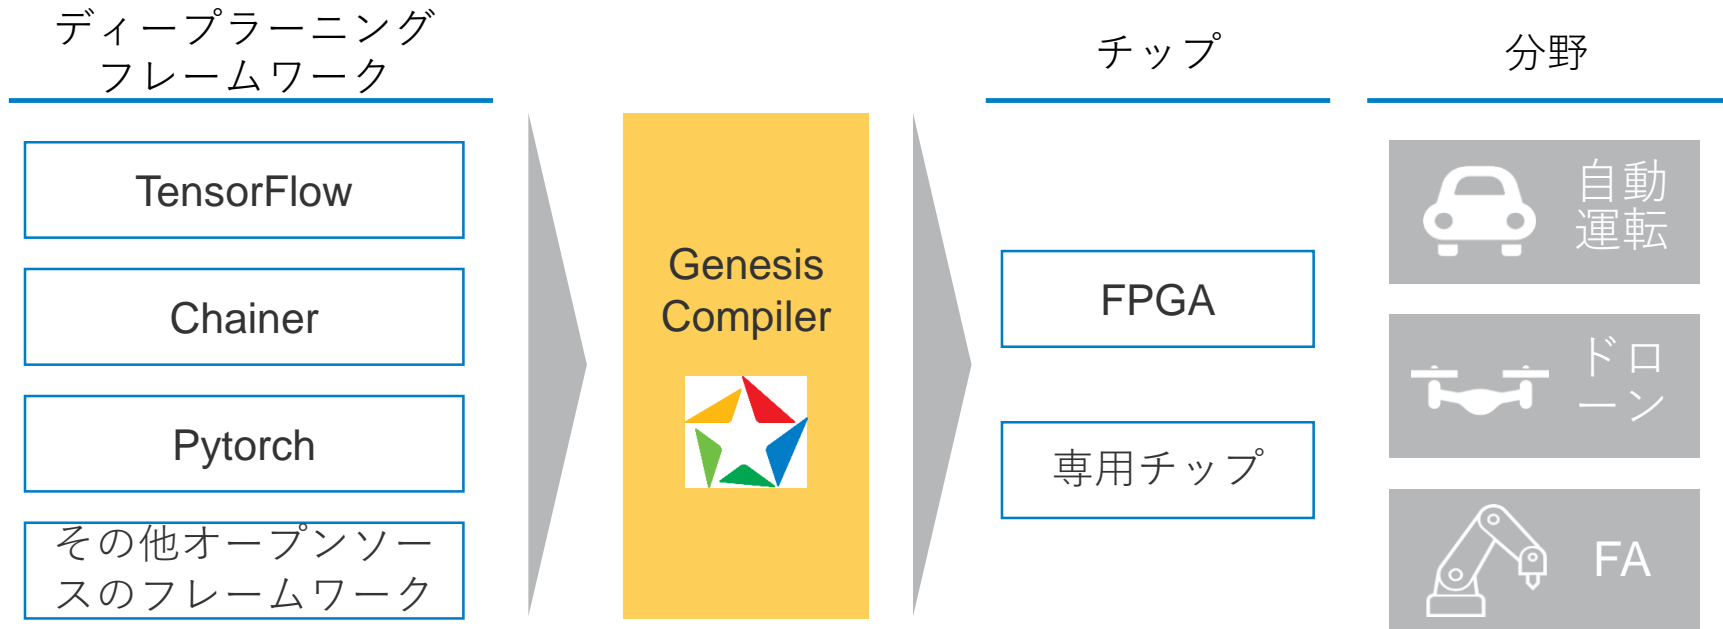 ディープラーニング
フレームワーク
チップ
分野
TensorFlow
Chainer
Pytorch
その他オープンソー
スのフレームワーク
Genesis
Compiler
FPGA
専用チップ
自動
運転
ドロ
ーン
FA